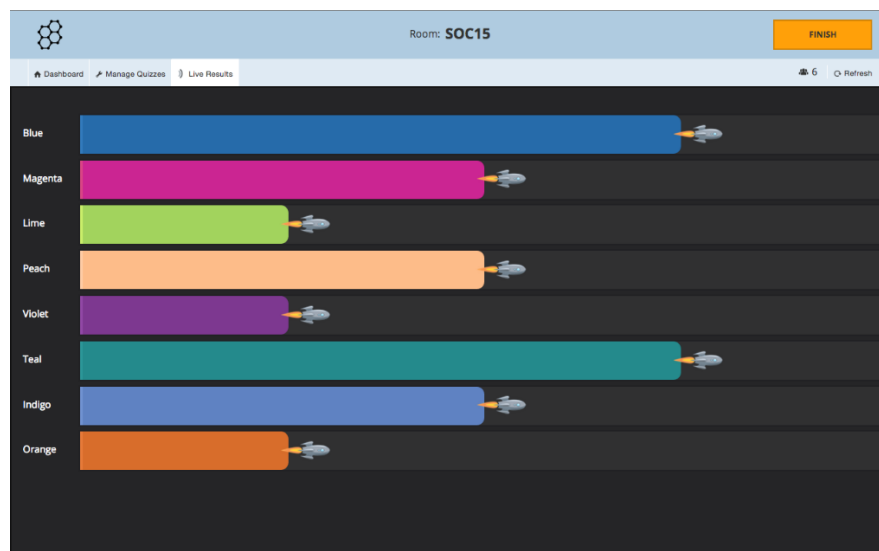 Room: SOC15
FINISH
Dashboard Manage Quizzes Live Results 6 Refresh
Blue
Magenta
Lime
Peach
Violet
Teal
Indigo
Orange